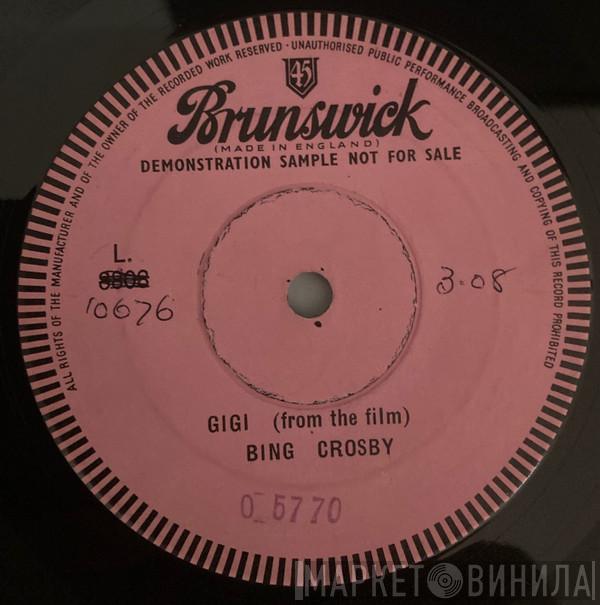 ALL RIGHTS OF THE MANUFACTURER AND OF THE OWNER OF THE RECORDED WORK RESERVED · UNAUTHORISED PUBLIC PERFORMANCE BROADCASTING AND COPYING OF THIS RECORD PROHIBITED
45
Brunswick
(MADE IN ENGLAND)
DEMONSTRATION SAMPLE NOT FOR SALE
L.
10676
3.08
GIGI (from the film)
BING CROSBY
O 5770
МАРКЕТ ВИНИЛА